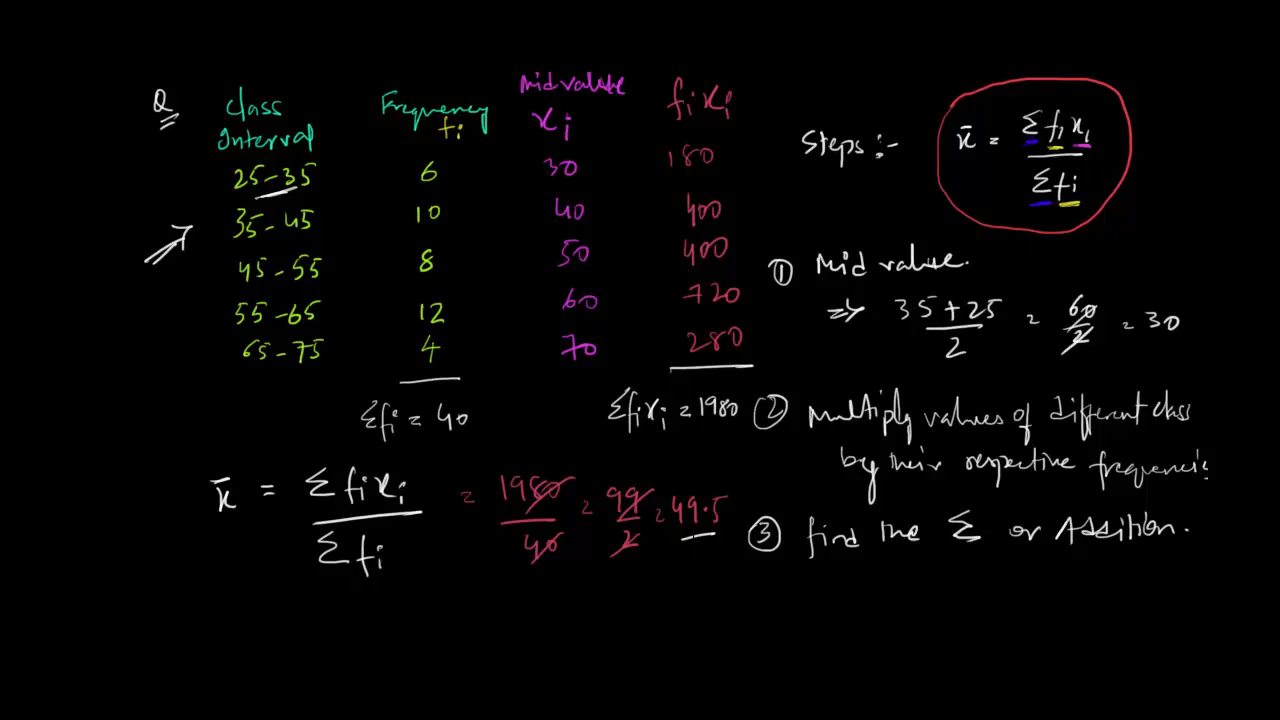 Q Class Interval Frequency fi Mid value xi fixi
25-35 6 30 180
35-45 10 40 400
45-55 8 50 400
55-65 12 60 720
65-75 4 70 280
Σfi = 40 Σfixi = 1980
x̄ = Σfixi / Σfi = 1980/40 = 99/2 = 49.5
Steps :- x̄ = Σfixi / Σfi
① Mid value.
⇒ 35+25 / 2 = 60/2 = 30
② Multiply values of different class
by their respective frequencies
③ find the Σ or Addition.